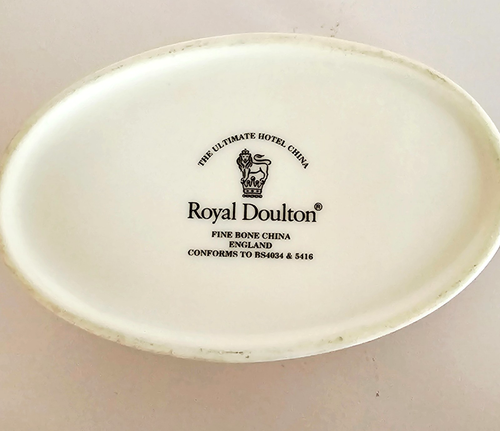 THE ULTIMATE HOTEL CHINA
Royal Doulton®
FINE BONE CHINA
ENGLAND
CONFORMS TO BS4034 & 5416